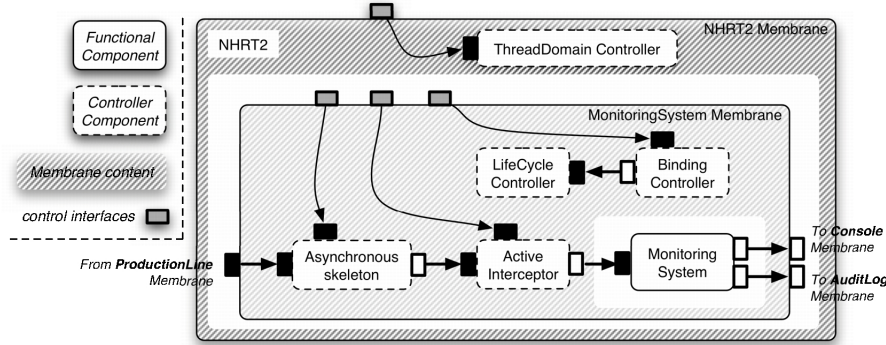 Functional
Component
Controller
Component
Membrane content
control interfaces
NHRT2
NHRT2 Membrane
ThreadDomain Controller
MonitoringSystem Membrane
LifeCycle
Controller
Binding
Controller
From ProductionLine
Membrane
Asynchronous
skeleton
Active
Interceptor
Monitoring
System
To Console
Membrane
To AuditLog
Membrane